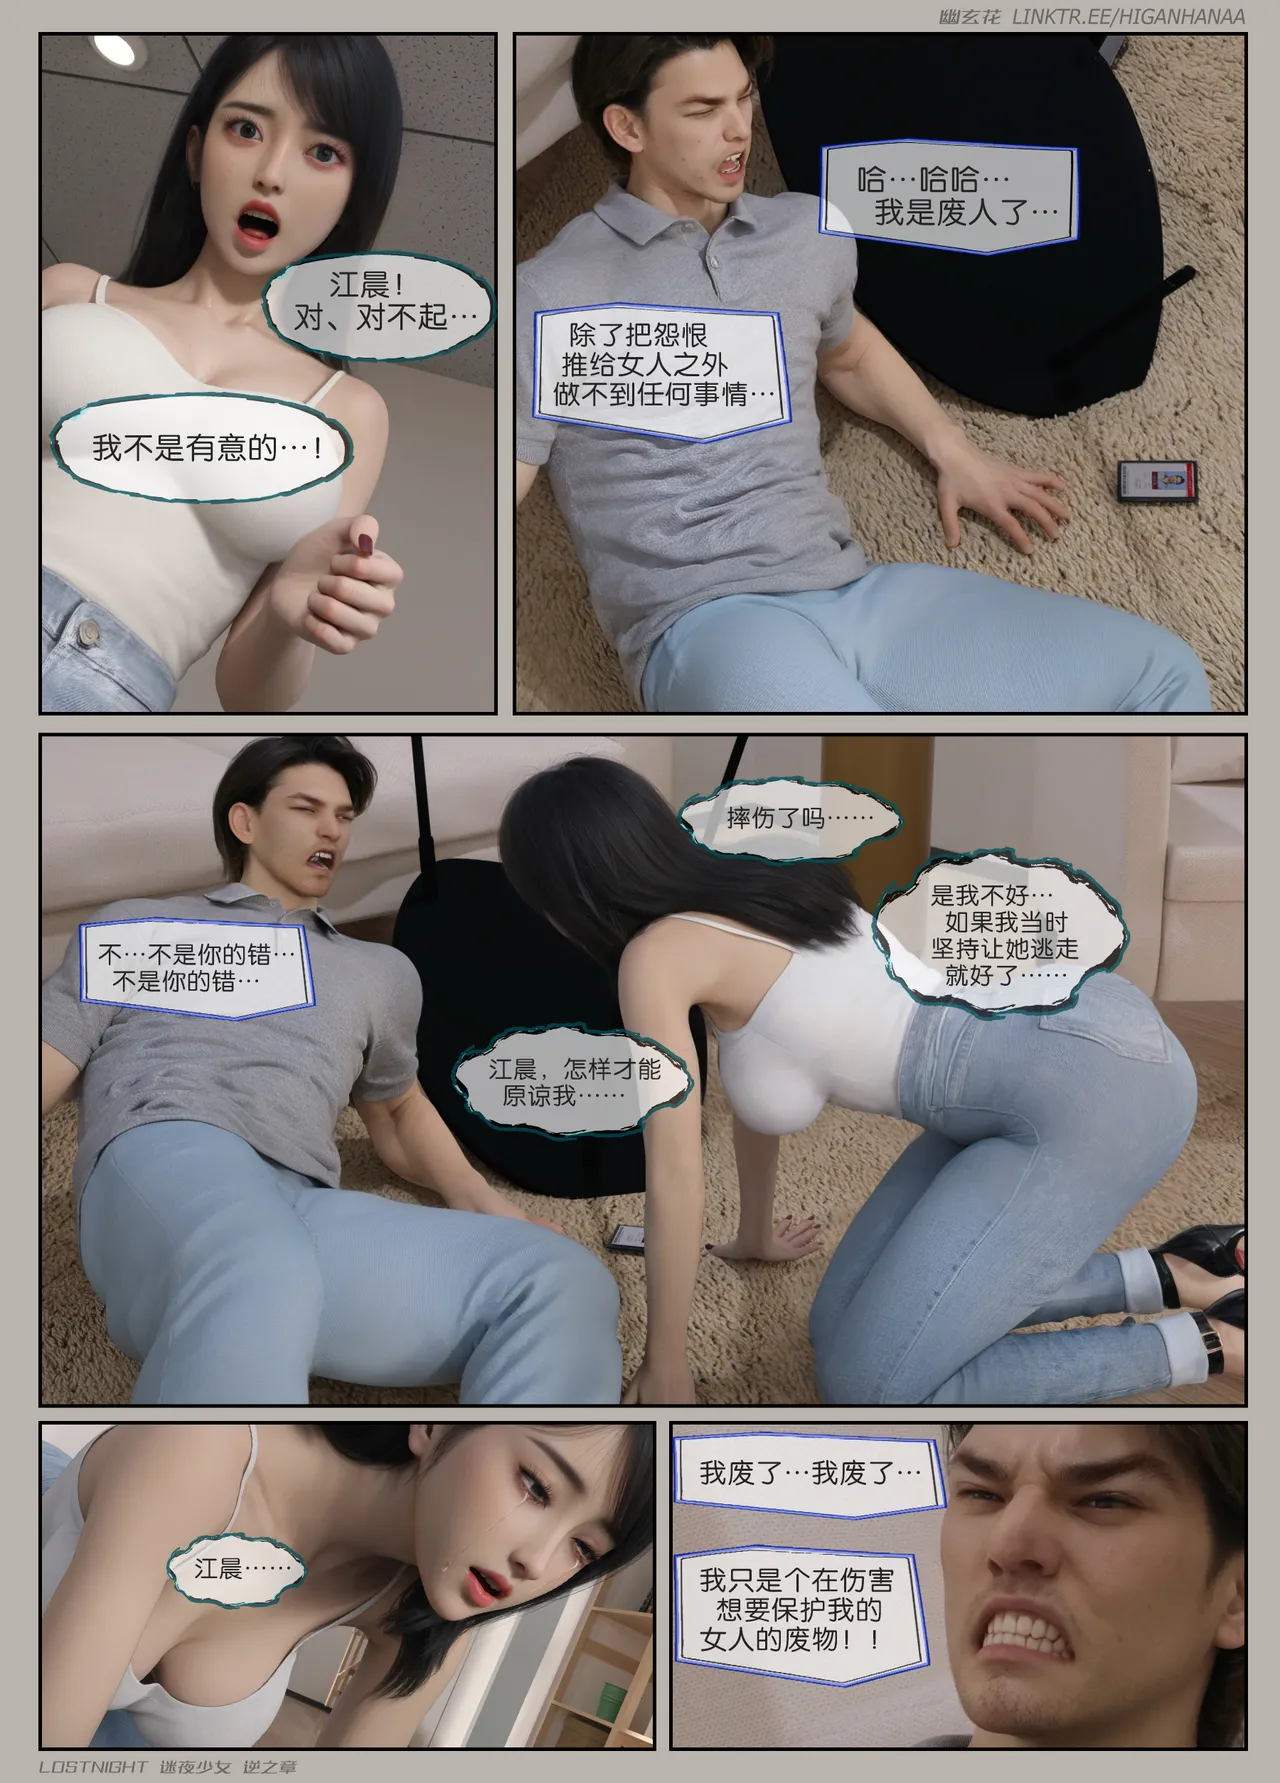 幽玄花 LINKTR.EE/HIGANHANAA
江晨！
对、对不起…
我不是有意的…！
哈…哈哈…
我是废人了…
除了把怨恨
推给女人之外
做不到任何事情…
摔伤了吗……
是我不好…
如果我当时
坚持让她逃走
就好了……
不…不是你的错…
不是你的错…
江晨，怎样才能
原谅我……
江晨……
我废了…我废了…
我只是个在伤害
想要保护我的
女人的废物！！
LOSTNIGHT 迷夜少女 逆之章